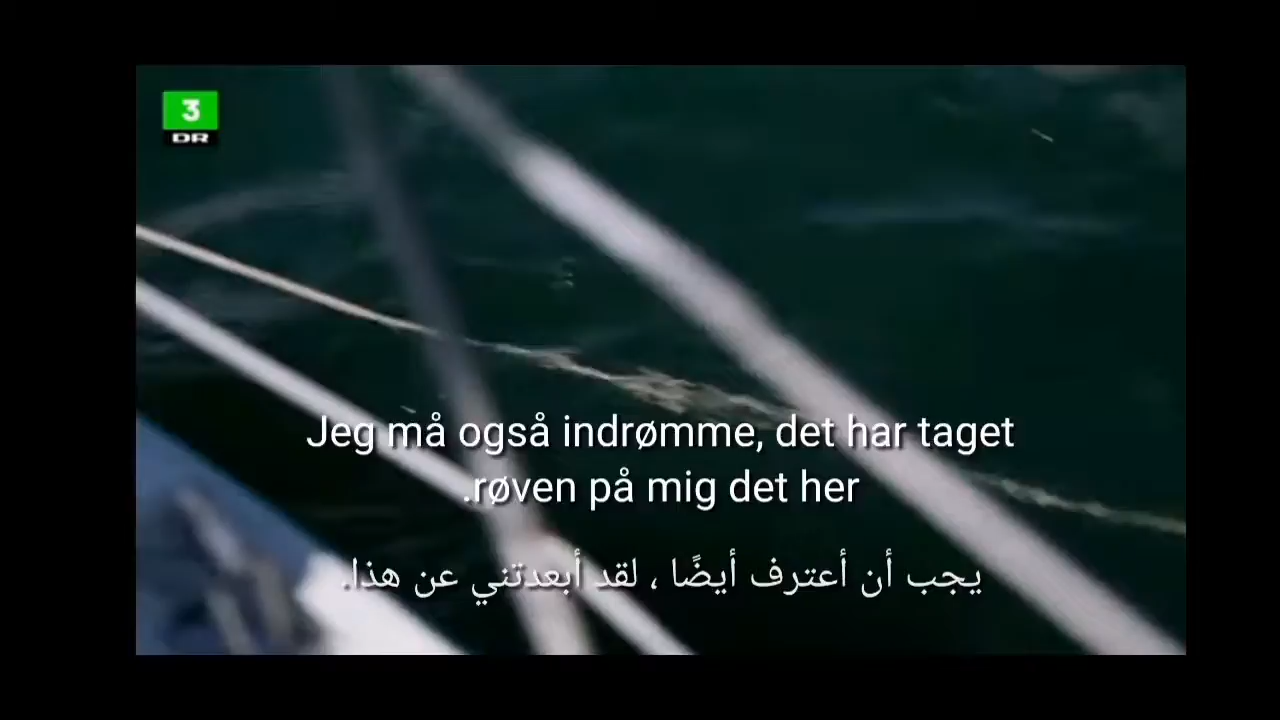 3
DR
Jeg må også indrømme, det har taget
.røven på mig det her
يجب أن أعترف أيضًا ، لقد أبعدتني عن هذا.